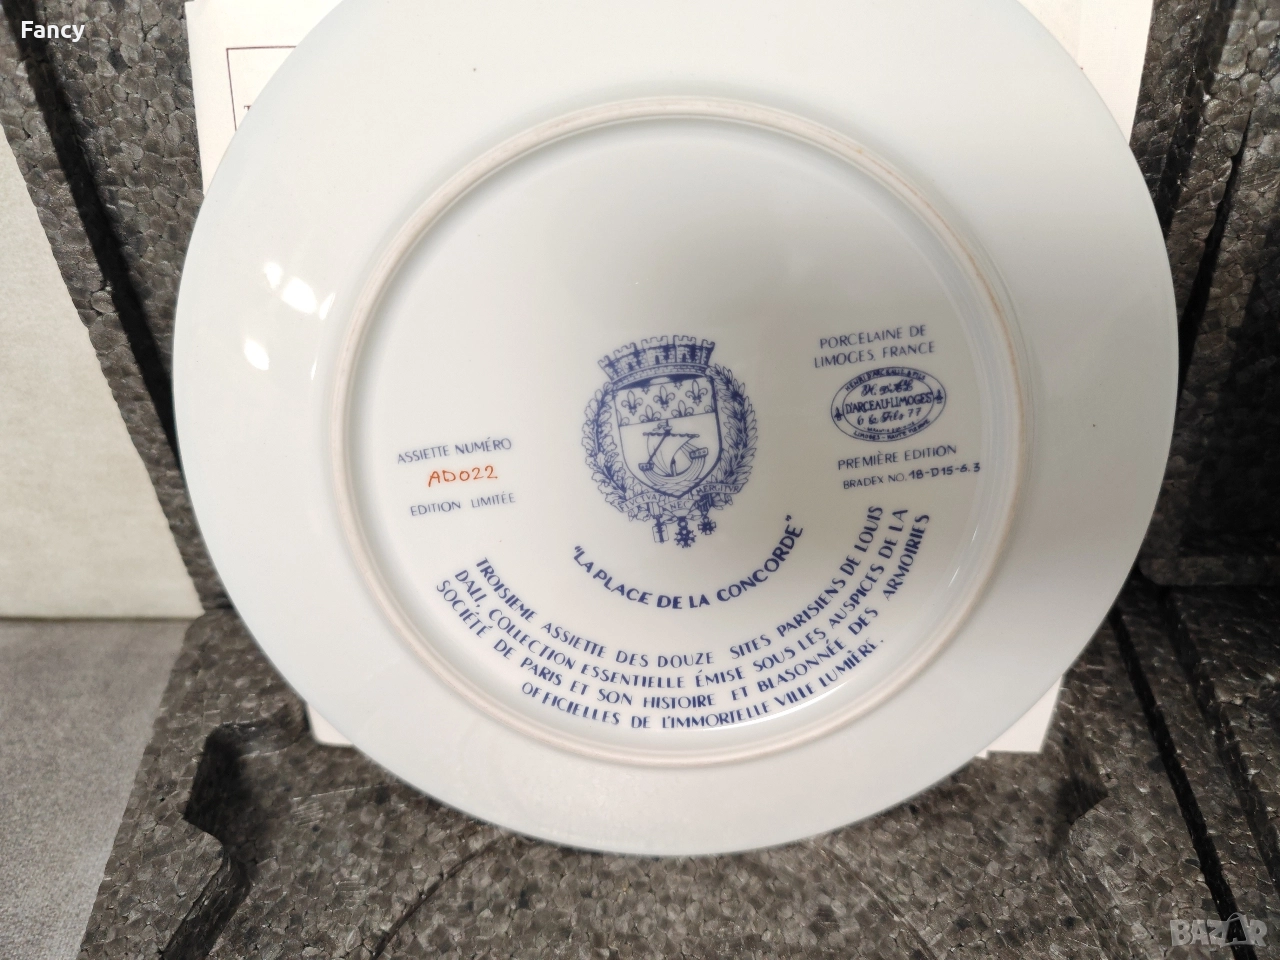 Fancy
PORCELAINE DE
LIMOGES, FRANCE
D'ARCEAU-LIMOGES
& Fils 77
PREMIÈRE EDITION
BRADEX NO. 18-D15-6.3
ASSIETTE NUMÉRO
AD022
EDITION LIMITÉE
"LA PLACE DE LA CONCORDE"
TROISIEME ASSIETTE DES DOUZE SITES PARISIENS DE LOUIS
DALI, COLLECTION ESSENTIELLE ÉMISE SOUS LES AUSPICES DE LA
SOCIÉTÉ DE PARIS ET SON HISTOIRE ET BLASONNÉE DES ARMOIRIES
OFFICIELLES DE L'IMMORTELLE VILLE LUMIÈRE.
BAZAR